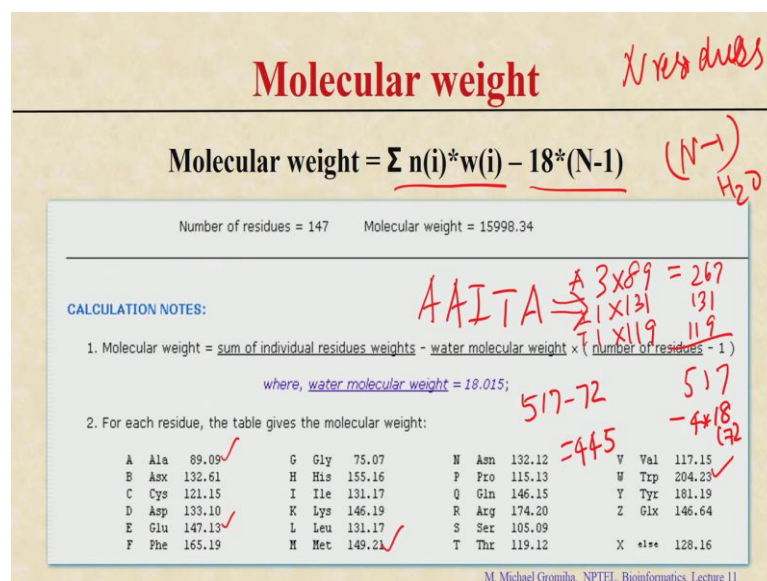 Molecular weight
N residues
Molecular weight = Σ n(i)*w(i) – 18*(N-1)
(N-1)
H2O
Number of residues = 147 Molecular weight = 15998.34
AAITA ⇒ A 3x89 = 267
I 1x131 131
T 1x119 119
CALCULATION NOTES:
1. Molecular weight = sum of individual residues weights - water molecular weight × ( number of residues - 1 )
where, water molecular weight = 18.015;
517
- 4*18
(72
517-72
=445
2. For each residue, the table gives the molecular weight:
A Ala 89.09 G Gly 75.07 N Asn 132.12 V Val 117.15
B Asx 132.61 H His 155.16 P Pro 115.13 W Trp 204.23
C Cys 121.15 I Ile 131.17 Q Gln 146.15 Y Tyr 181.19
D Asp 133.10 K Lys 146.19 R Arg 174.20 Z Glx 146.64
E Glu 147.13 L Leu 131.17 S Ser 105.09
F Phe 165.19 M Met 149.21 T Thr 119.12 X else 128.16
M. Michael Gromiha, NPTEL, Bioinformatics, Lecture 11